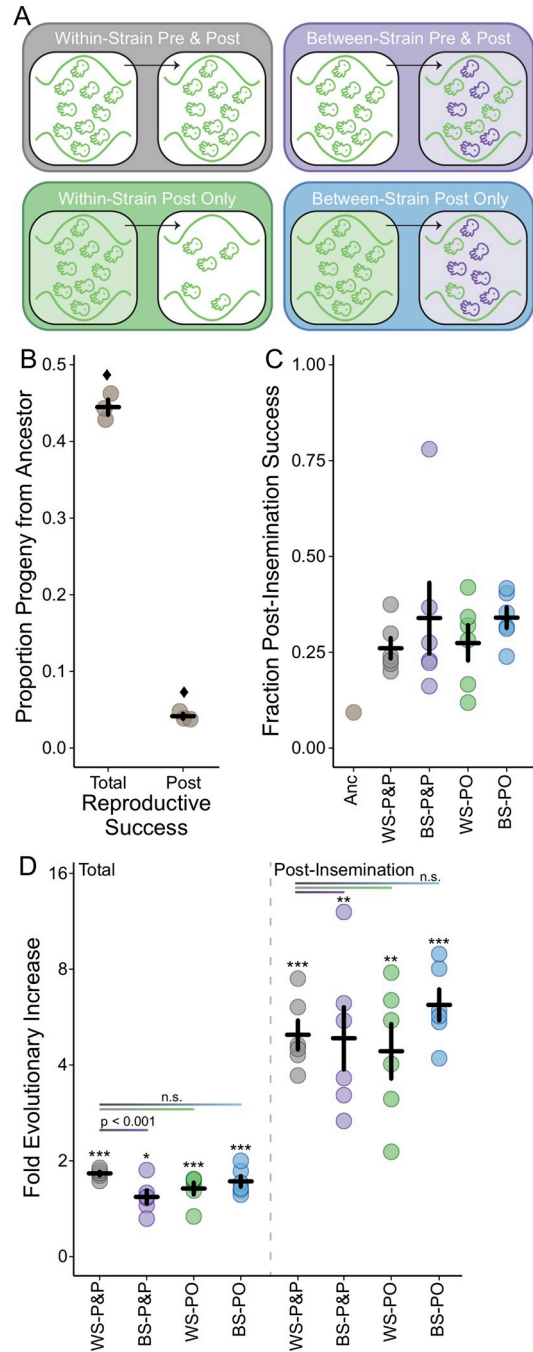 A
Within-Strain Pre & Post
Between-Strain Pre & Post
Within-Strain Post Only
Between-Strain Post Only
B
Proportion Progeny from Ancestor
0.5
0.4
0.3
0.2
0.1
0.0
Total
Post
Reproductive
Success
C
Fraction Post-Insemination Success
1.00
0.75
0.50
0.25
0.00
Anc
WS-P&P
BS-P&P
WS-PO
BS-PO
D
Fold Evolutionary Increase
16
8
4
2
0
Total
n.s.
p < 0.001
***
*
***
***
Post-Insemination
n.s.
***
**
**
***
WS-P&P
BS-P&P
WS-PO
BS-PO
WS-P&P
BS-P&P
WS-PO
BS-PO